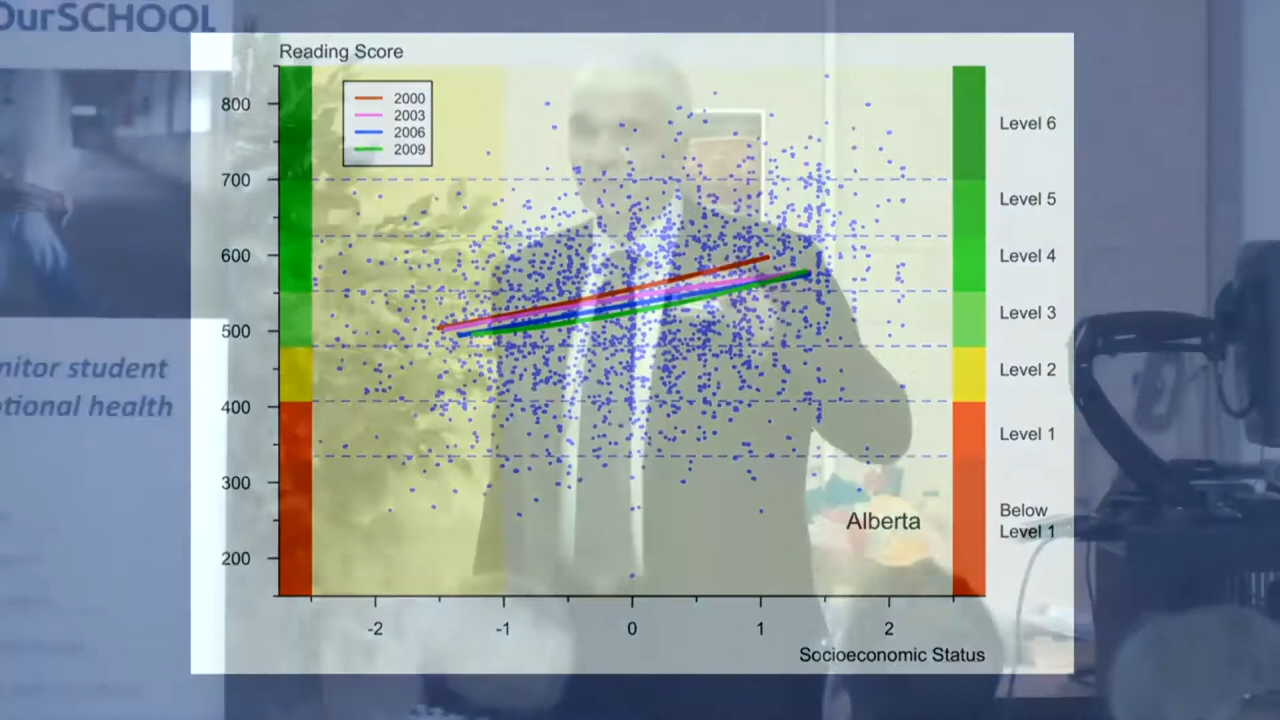 OurSCHOOL
nitor student
otional health
Reading Score
2000
2003
2006
2009
800
700
600
500
400
300
200
Level 6
Level 5
Level 4
Level 3
Level 2
Level 1
Below
Level 1
Alberta
-2
-1
0
1
2
Socioeconomic Status